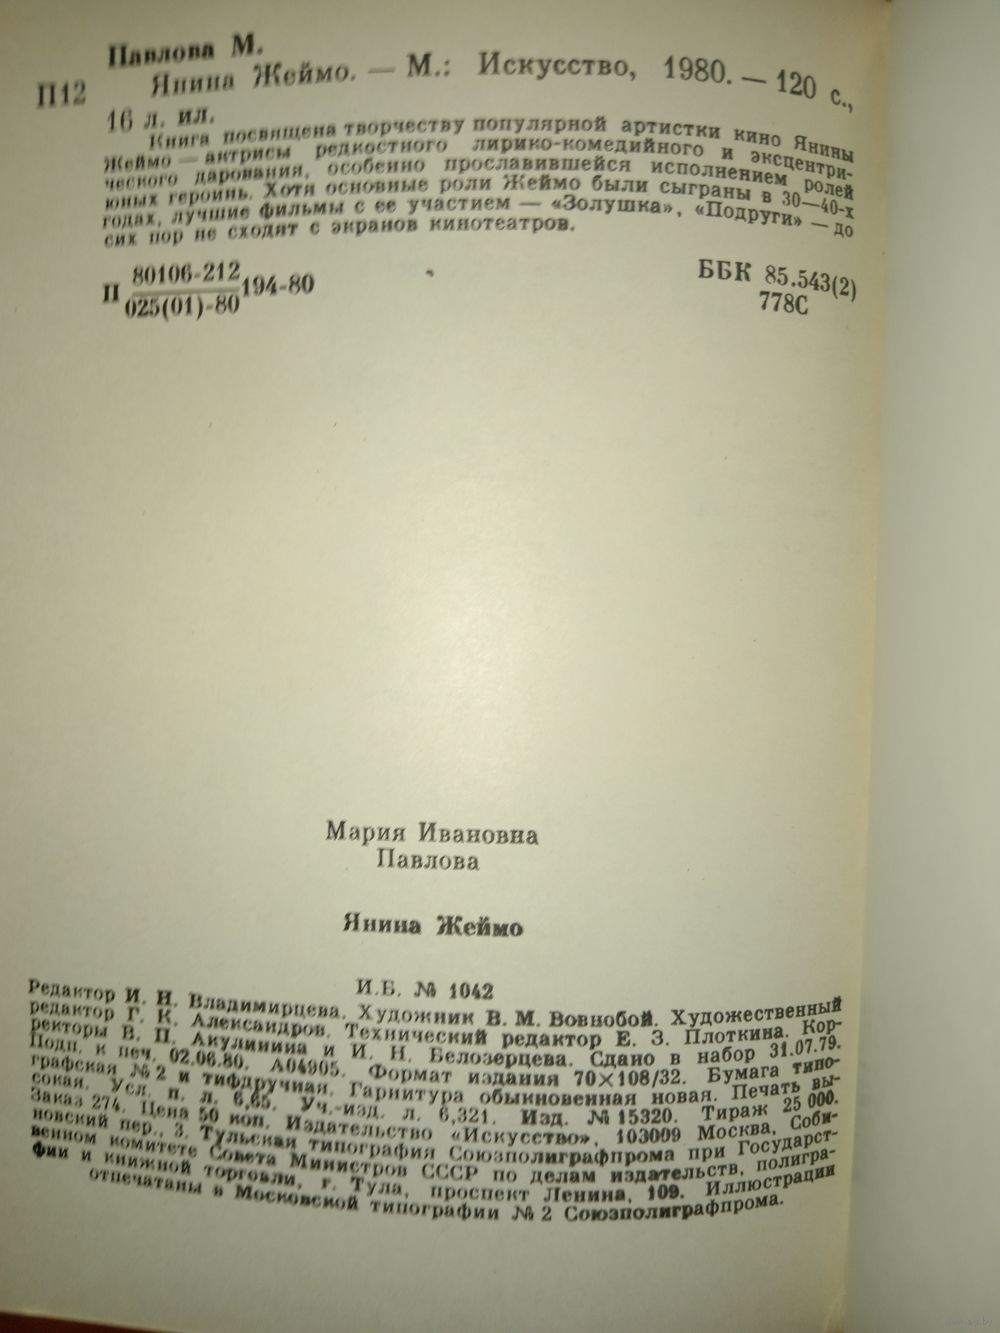 Павлова М.
П12 Янина Жеймо. — М.: Искусство, 1980. — 120 с.,
16 л. ил.
Книга посвящена творчеству популярной артистки кино Янины
Жеймо — актрисы редкостного лирико-комедийного и эксцентри-
ческого дарования, особенно прославившейся исполнением ролей
юных героинь. Хотя основные роли Жеймо были сыграны в 30—40-х
годах, лучшие фильмы с ее участием — «Золушка», «Подруги» — до
сих пор не сходят с экранов кинотеатров.
П 80106-212
025(01)-80 194-80
ББК 85.543(2)
778С
Мария Ивановна
Павлова
Янина Жеймо
И.Б. № 1042
Редактор И. Н. Владимирцева. Художник В. М. Вовнобой. Художественный
редактор Г. К. Александров. Технический редактор Е. З. Плоткина. Кор-
ректоры В. П. Акулинина и И. Н. Белозерцева. Сдано в набор 31.07.79.
Подп. к печ. 02.06.80. А04905. Формат издания 70×108/32. Бумага типо-
графская № 2 и тифдручная. Гарнитура обыкновенная новая. Печать вы-
сокая. Усл. п. л. 6,65. Уч.-изд. л. 6,321. Изд. № 15320. Тираж 25 000.
Заказ 274. Цена 50 коп. Издательство «Искусство», 103009 Москва, Соби-
новский пер., 3. Тульская типография Союзполиграфпрома при Государст-
венном комитете Совета Министров СССР по делам издательств, полигра-
фии и книжной торговли, г. Тула, проспект Ленина, 109. Иллюстрации
отпечатаны в Московской типографии № 2 Союзполиграфпрома.